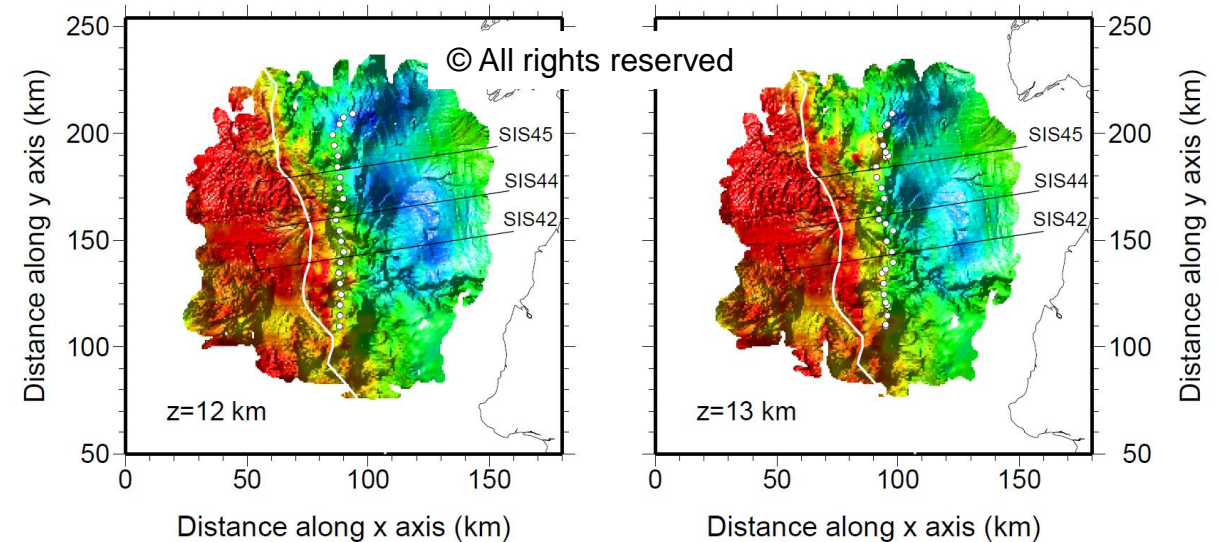 © All rights reserved
250
200
150
100
50
0
50
100
150
Distance along y axis (km)
Distance along x axis (km)
SIS45
SIS44
SIS42
z=12 km
250
200
150
100
50
0
50
100
150
Distance along y axis (km)
Distance along x axis (km)
SIS45
SIS44
SIS42
z=13 km